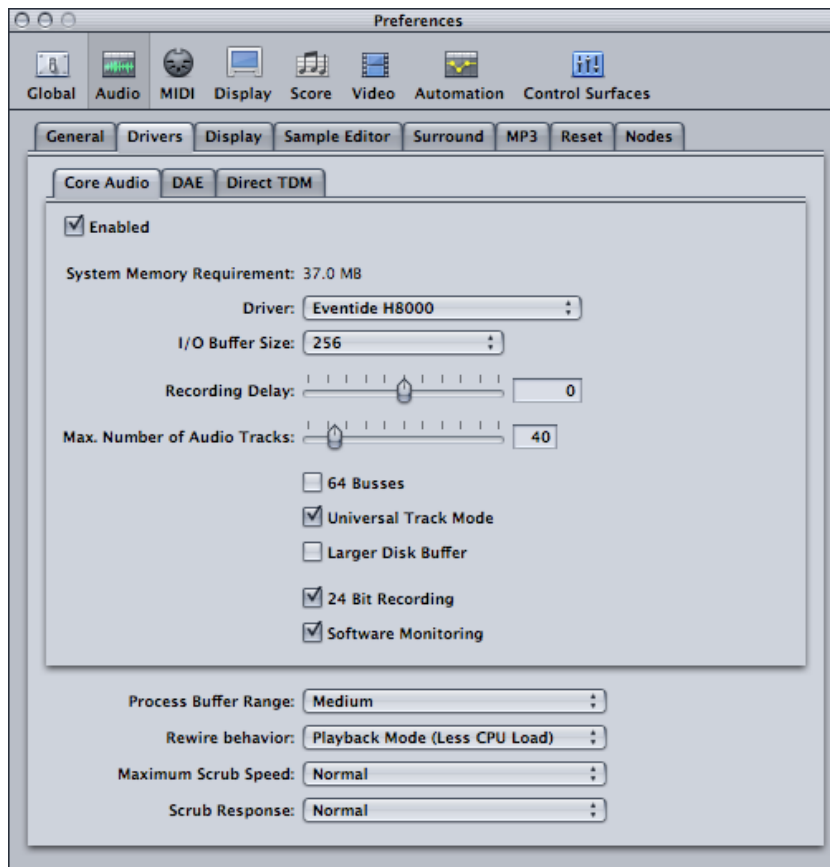 Preferences
Global Audio MIDI Display Score Video Automation Control Surfaces
General Drivers Display Sample Editor Surround MP3 Reset Nodes
Core Audio DAE Direct TDM
Enabled
System Memory Requirement: 37.0 MB
Driver: Eventide H8000
I/O Buffer Size: 256
Recording Delay: 0
Max. Number of Audio Tracks: 40
64 Busses
Universal Track Mode
Larger Disk Buffer
24 Bit Recording
Software Monitoring
Process Buffer Range: Medium
Rewire behavior: Playback Mode (Less CPU Load)
Maximum Scrub Speed: Normal
Scrub Response: Normal